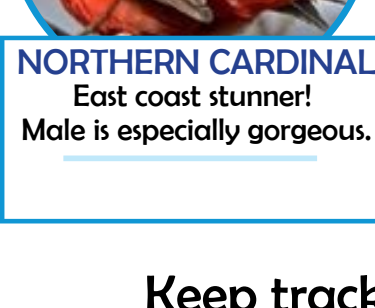 NORTHERN CARDINAL
East coast stunner!
Male is especially gorgeous.
Keep track